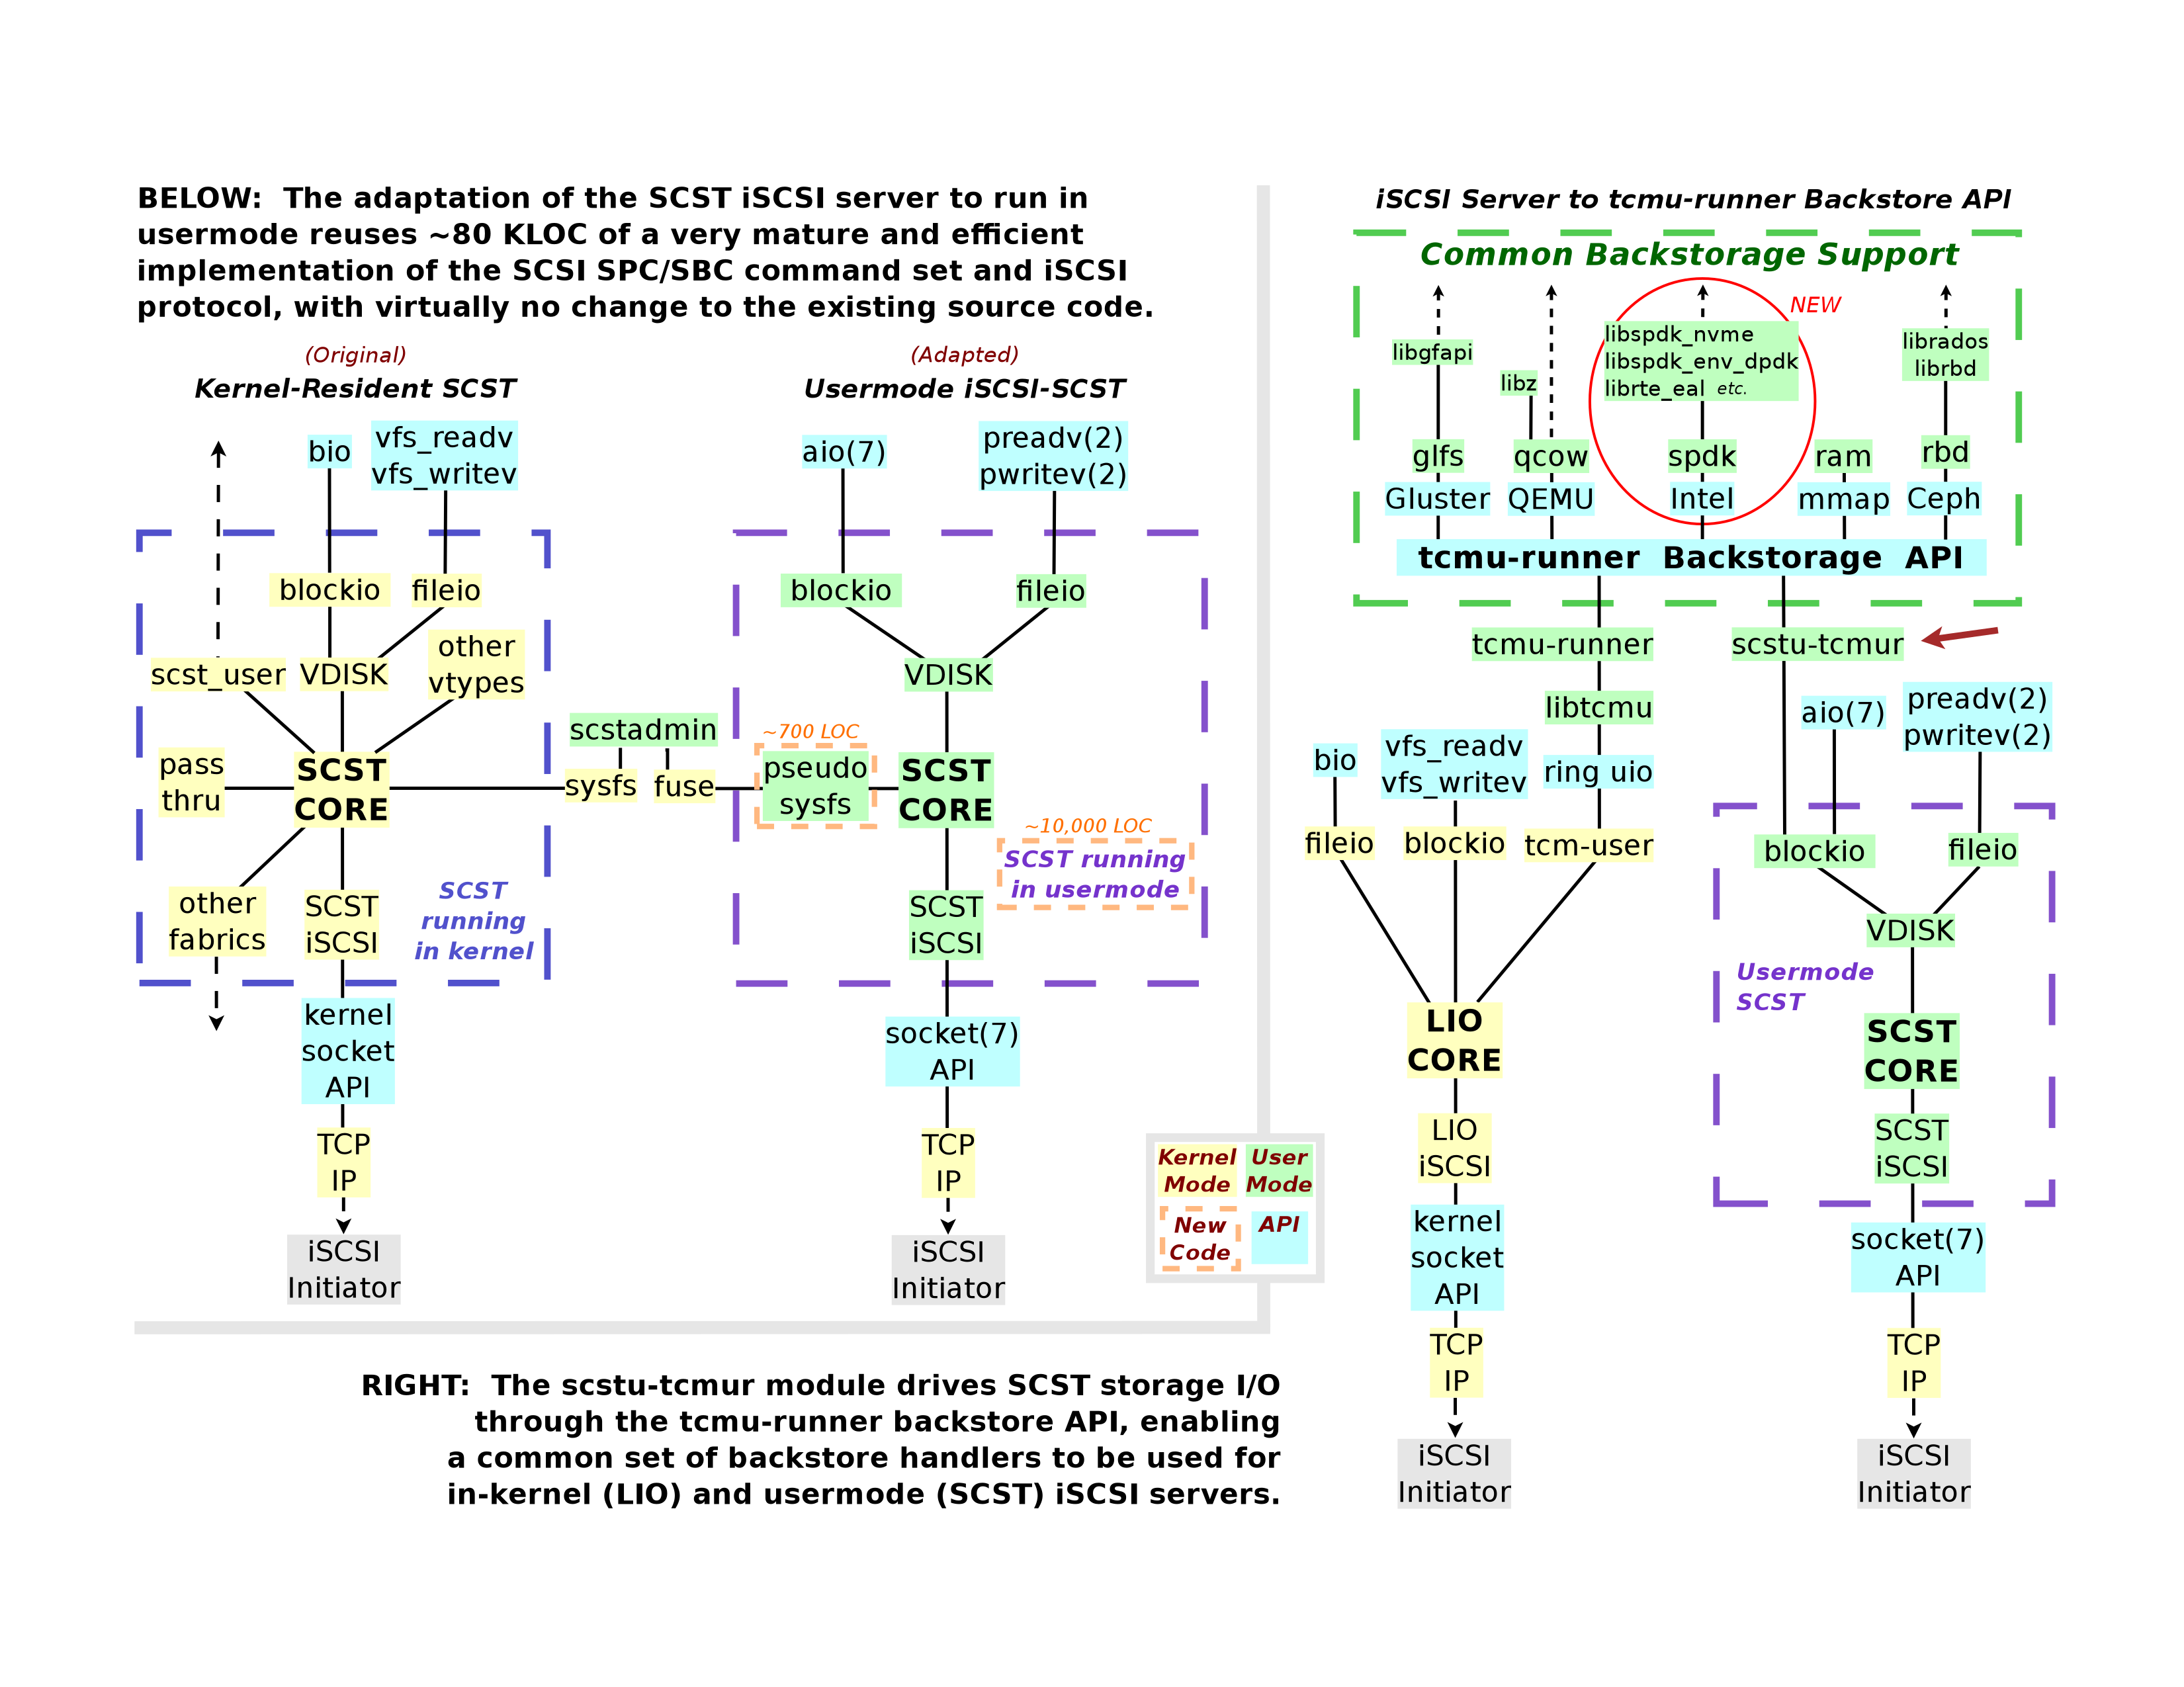 BELOW:  The adaptation of the SCST iSCSI server to run in
usermode reuses ~80 KLOC of a very mature and efficient
implementation of the SCSI SPC/SBC command set and iSCSI
protocol, with virtually no change to the existing source code.
(Original)
Kernel-Resident SCST
bio
vfs_readv
vfs_writev
blockio
fileio
scst_user
VDISK
other
vtypes
pass
thru
SCST
CORE
other
fabrics
SCST
iSCSI
SCST
running
in kernel
kernel
socket
API
TCP
IP
iSCSI
Initiator
scstadmin
sysfs
fuse
(Adapted)
Usermode iSCSI-SCST
aio(7)
preadv(2)
pwritev(2)
blockio
fileio
VDISK
~700 LOC
pseudo
sysfs
SCST
CORE
~10,000 LOC
SCST running
in usermode
SCST
iSCSI
socket(7)
API
TCP
IP
iSCSI
Initiator
Kernel
Mode
User
Mode
New
Code
API
RIGHT:  The scstu-tcmur module drives SCST storage I/O
through the tcmu-runner backstore API, enabling
a common set of backstore handlers to be used for
in-kernel (LIO) and usermode (SCST) iSCSI servers.
iSCSI Server to tcmu-runner Backstore API
Common Backstorage Support
NEW
libgfapi
libz
libspdk_nvme
libspdk_env_dpdk
librte_eal etc.
librados
librbd
glfs
qcow
spdk
ram
rbd
Gluster
QEMU
Intel
mmap
Ceph
tcmu-runner Backstorage API
tcmu-runner
scstu-tcmur
libtcmu
ring uio
bio
vfs_readv
vfs_writev
fileio
blockio
tcm-user
LIO
CORE
LIO
iSCSI
kernel
socket
API
TCP
IP
iSCSI
Initiator
aio(7)
preadv(2)
pwritev(2)
blockio
fileio
VDISK
Usermode
SCST
SCST
CORE
SCST
iSCSI
socket(7)
API
TCP
IP
iSCSI
Initiator